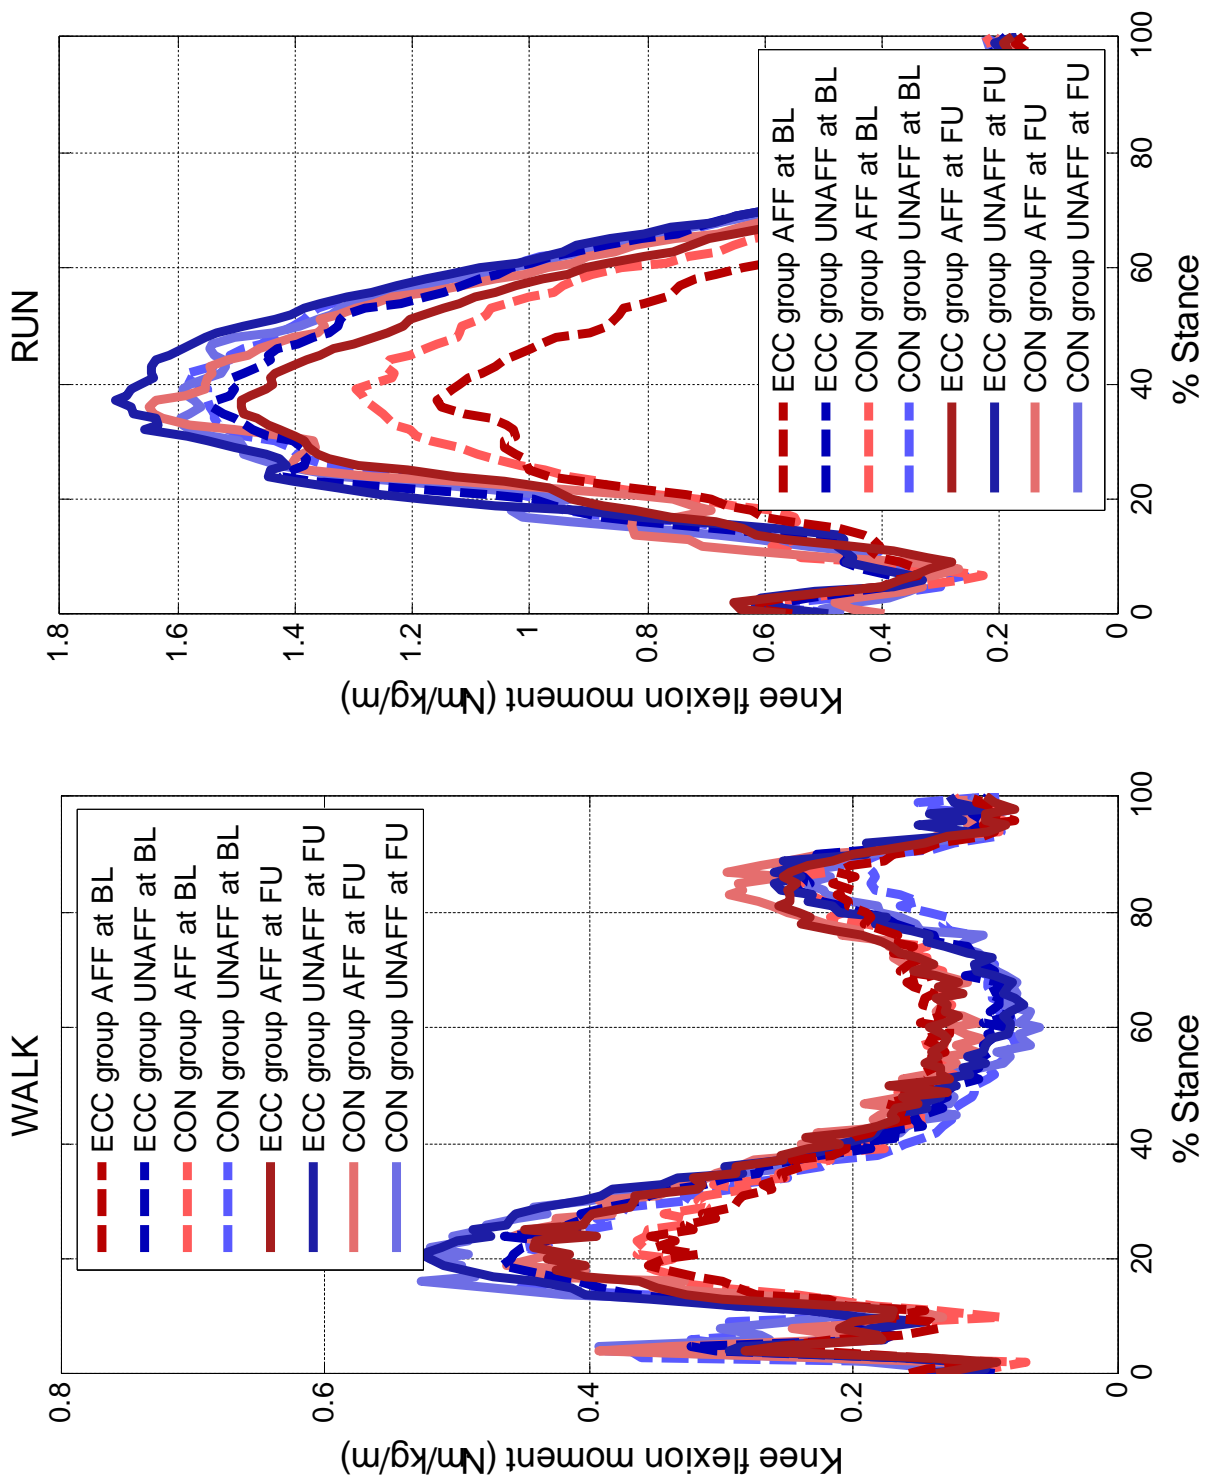 WALK
0.8
0.6
0.4
0.2
0
Knee flexion moment (Nm/kg/m)
0
20
40
60
80
100
% Stance
ECC group AFF at BL
ECC group UNAFF at BL
CON group AFF at BL
CON group UNAFF at BL
ECC group AFF at FU
ECC group UNAFF at FU
CON group AFF at FU
CON group UNAFF at FU
RUN
1.8
1.6
1.4
1.2
1
0.8
0.6
0.4
0.2
0
Knee flexion moment (Nm/kg/m)
0
20
40
60
80
100
% Stance
ECC group AFF at BL
ECC group UNAFF at BL
CON group AFF at BL
CON group UNAFF at BL
ECC group AFF at FU
ECC group UNAFF at FU
CON group AFF at FU
CON group UNAFF at FU